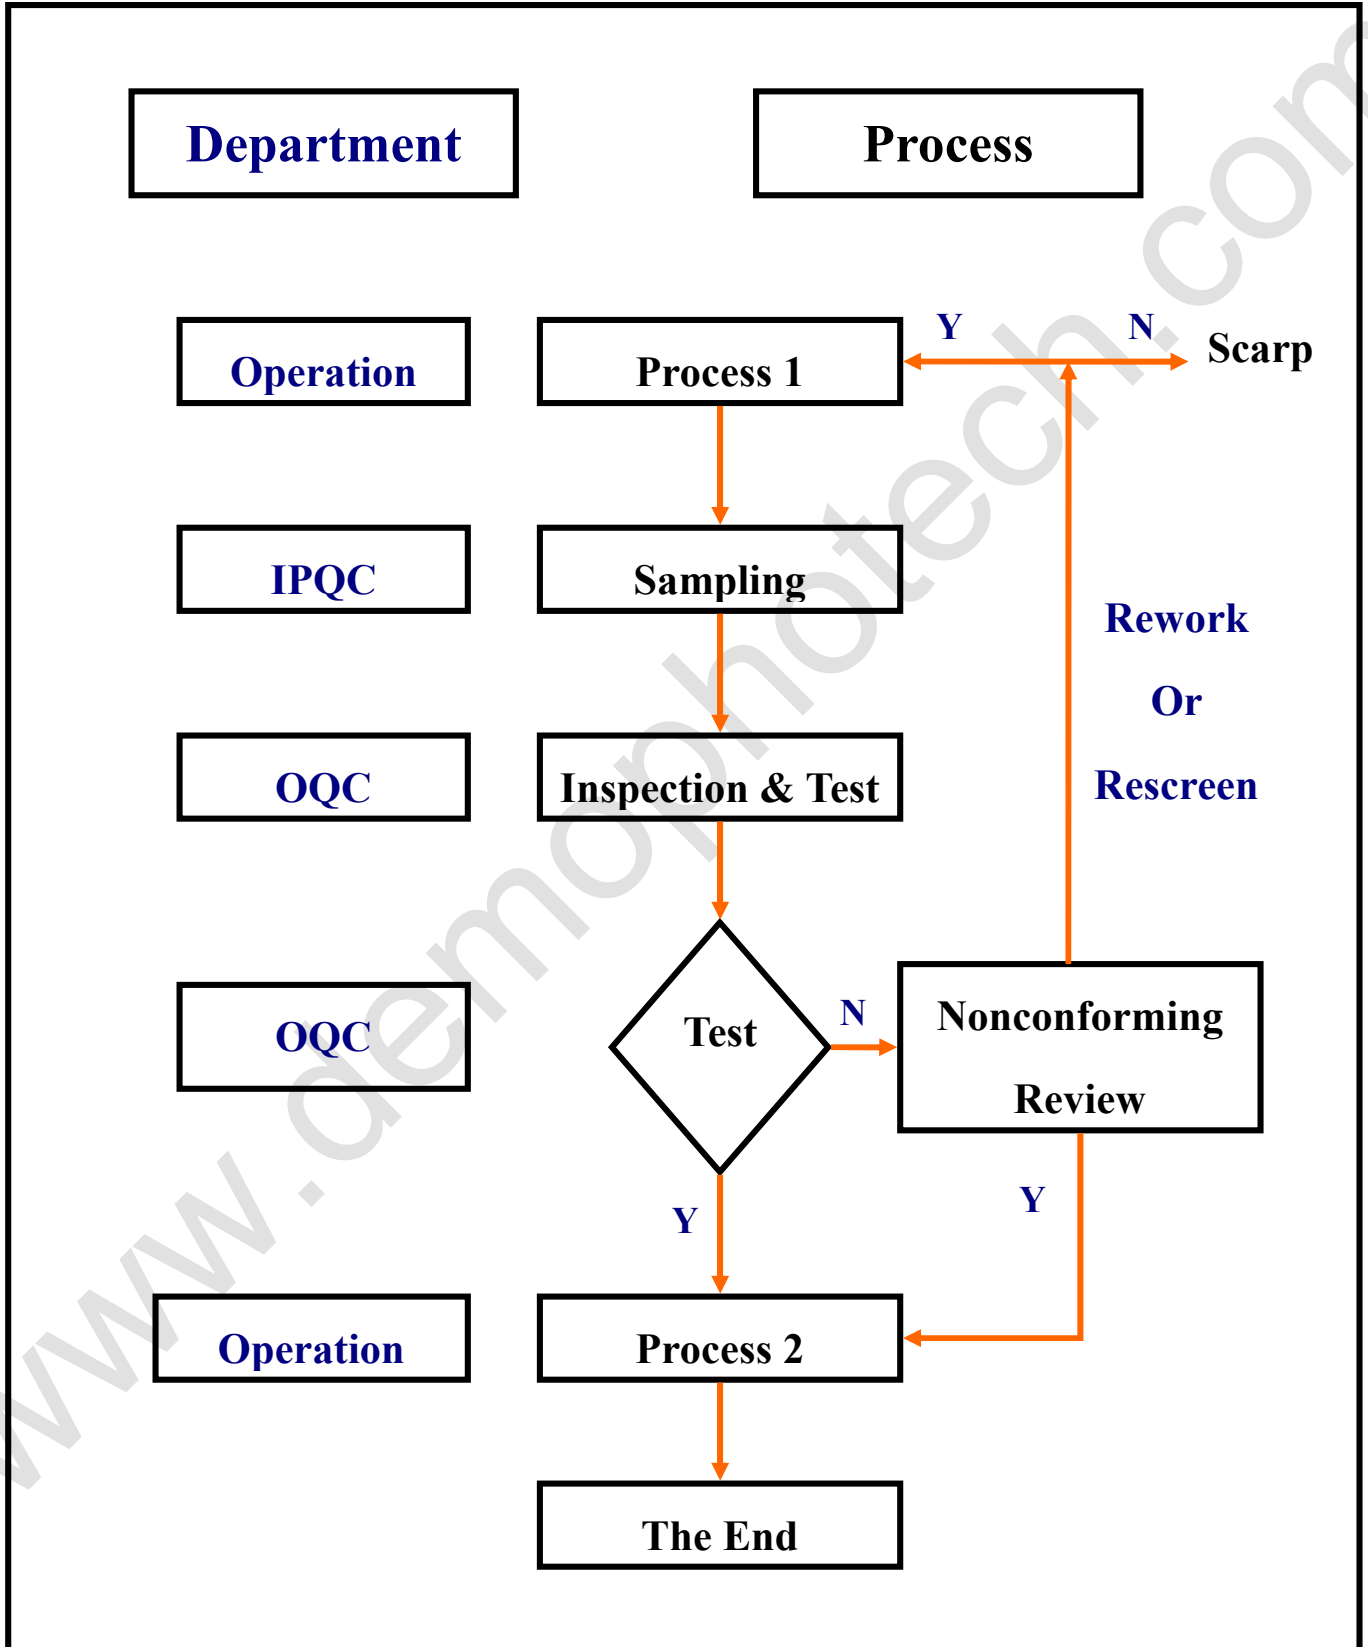 Department
Process
Operation
Process 1
Y
N
Scarp
IPQC
Sampling
Rework
Or
Rescreen
OQC
Inspection & Test
OQC
Test
N
Nonconforming
Review
Y
Y
Operation
Process 2
The End
www.demophotech.com